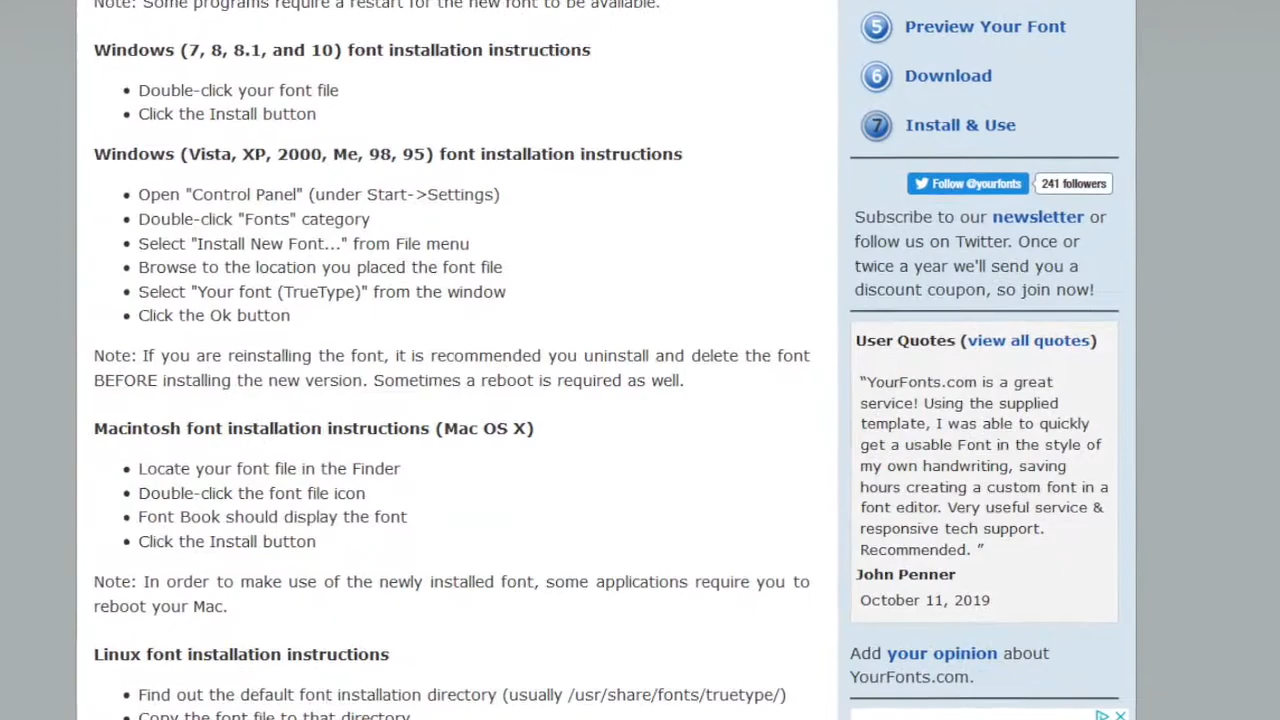 Note: Some programs require a restart for the new font to be available.
Windows (7, 8, 8.1, and 10) font installation instructions
Double-click your font file
Click the Install button
Windows (Vista, XP, 2000, Me, 98, 95) font installation instructions
Open "Control Panel" (under Start->Settings)
Double-click "Fonts" category
Select "Install New Font..." from File menu
Browse to the location you placed the font file
Select "Your font (TrueType)" from the window
Click the Ok button
Note: If you are reinstalling the font, it is recommended you uninstall and delete the font
BEFORE installing the new version. Sometimes a reboot is required as well.
Macintosh font installation instructions (Mac OS X)
Locate your font file in the Finder
Double-click the font file icon
Font Book should display the font
Click the Install button
Note: In order to make use of the newly installed font, some applications require you to
reboot your Mac.
Linux font installation instructions
Find out the default font installation directory (usually /usr/share/fonts/truetype/)
Copy the font file to that directory
5 Preview Your Font
6 Download
7 Install & Use
Follow @yourfonts 241 followers
Subscribe to our newsletter or
follow us on Twitter. Once or
twice a year we'll send you a
discount coupon, so join now!
User Quotes (view all quotes)
"YourFonts.com is a great
service! Using the supplied
template, I was able to quickly
get a usable Font in the style of
my own handwriting, saving
hours creating a custom font in a
font editor. Very useful service &
responsive tech support.
Recommended. "
John Penner
October 11, 2019
Add your opinion about
YourFonts.com.